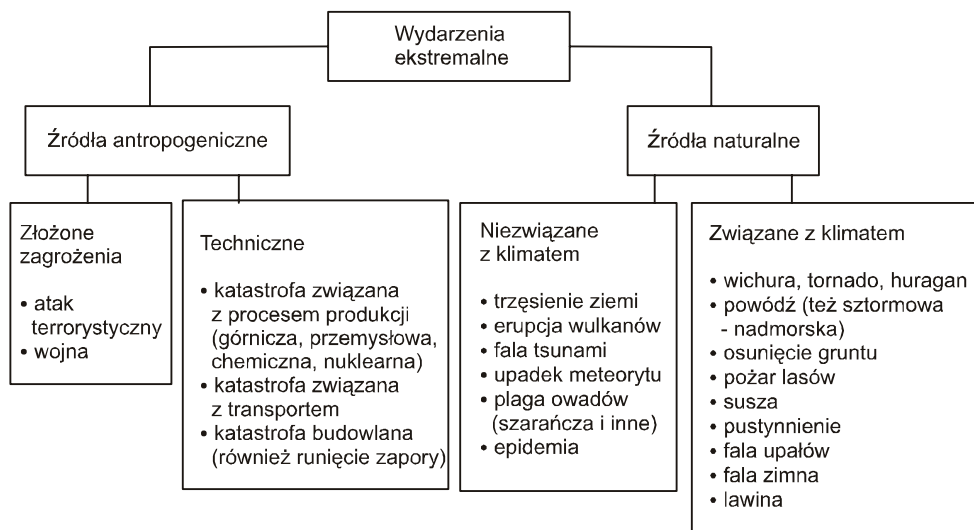 Wydarzenia
ekstremalne
Źródła antropogeniczne
Źródła naturalne
Złożone
zagrożenia
• atak
terrorystyczny
• wojna
Techniczne
• katastrofa związana
z procesem produkcji
(górnicza, przemysłowa,
chemiczna, nuklearna)
• katastrofa związana
z transportem
• katastrofa budowlana
(również runięcie zapory)
Niezwiązane
z klimatem
• trzęsienie ziemi
• erupcja wulkanów
• fala tsunami
• upadek meteorytu
• plaga owadów
(szarańcza i inne)
• epidemia
Związane z klimatem
• wichura, tornado, huragan
• powódź (też sztormowa
- nadmorska)
• osunięcie gruntu
• pożar lasów
• susza
• pustynnienie
• fala upałów
• fala zimna
• lawina